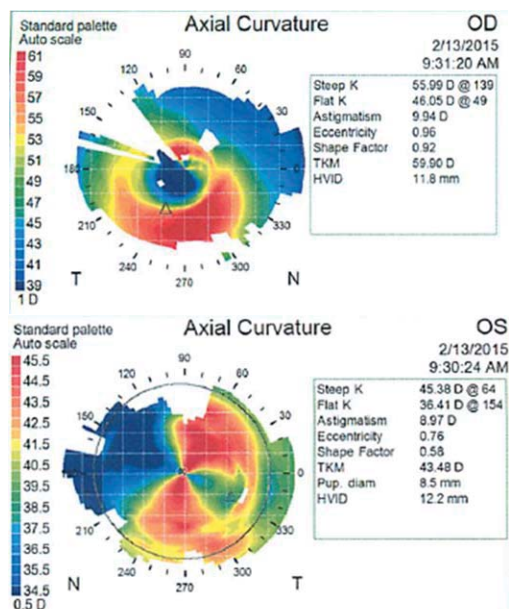 Standard palette
Auto scale
Axial Curvature
OD
2/13/2015
9:31:20 AM
61
59
57
55
53
51
49
47
45
43
41
39
1 D
120
90
60
150
30
180
0
210
330
240
270
300
T
N
Steep K 55.99 D @ 139
Flat K 46.05 D @ 49
Astigmatism 9.94 D
Eccentricity 0.96
Shape Factor 0.92
TKM 59.90 D
HVID 11.8 mm
Standard palette
Auto scale
Axial Curvature
OS
2/13/2015
9:30:24 AM
45.5
44.5
43.5
42.5
41.5
40.5
39.5
38.5
37.5
36.5
35.5
34.5
0.5 D
120
90
60
150
30
0
210
330
240
270
300
N
T
Steep K 45.38 D @ 64
Flat K 36.41 D @ 154
Astigmatism 8.97 D
Eccentricity 0.76
Shape Factor 0.58
TKM 43.48 D
Pup. diam 8.5 mm
HVID 12.2 mm